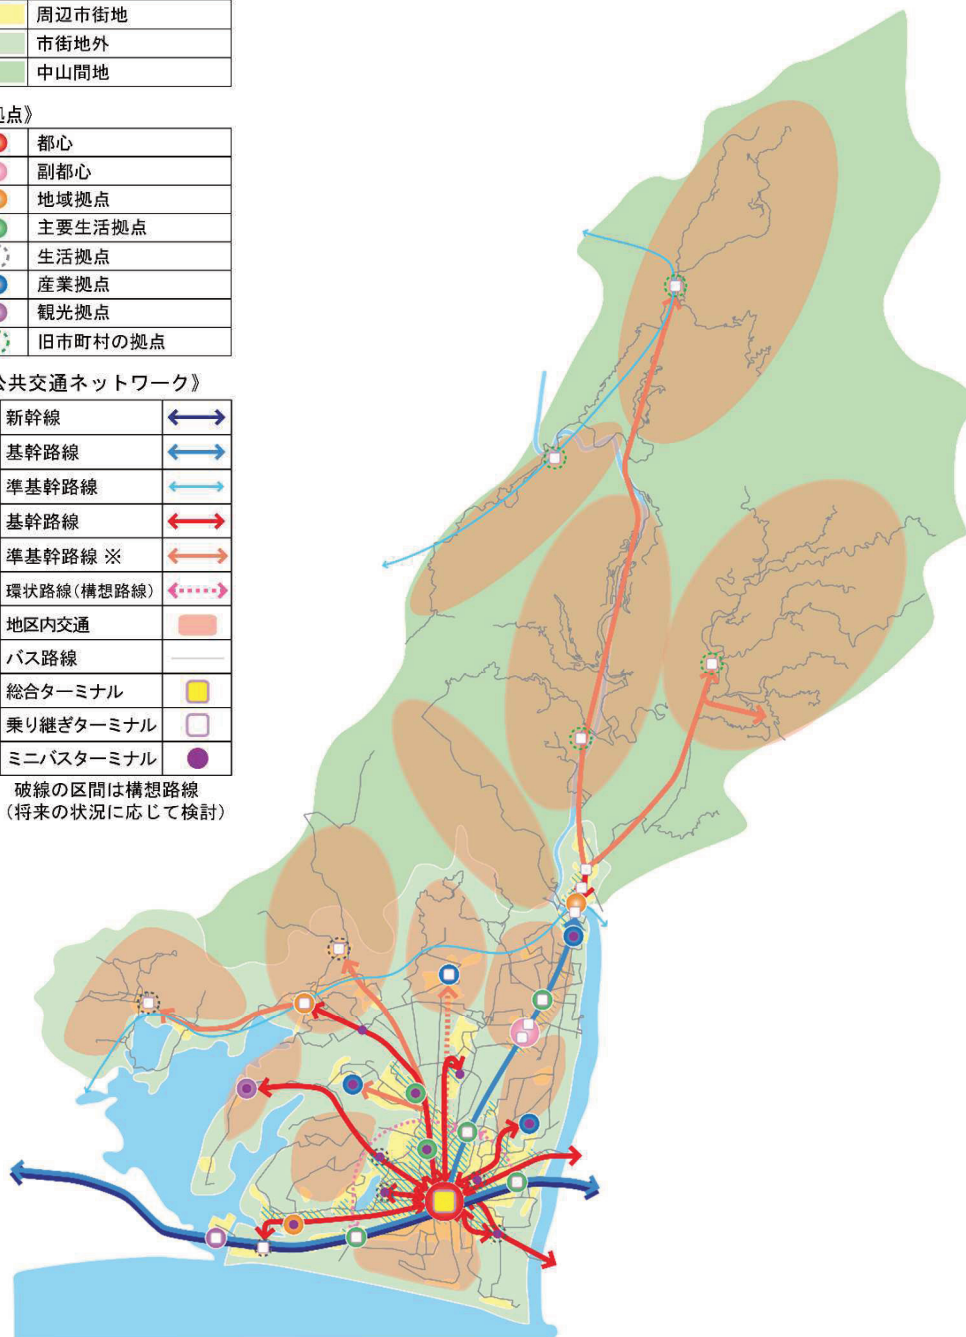 周辺市街地
市街地外
中山間地
点》
都心
副都心
地域拠点
主要生活拠点
生活拠点
産業拠点
観光拠点
旧市町村の拠点
公共交通ネットワーク》
新幹線
基幹路線
準基幹路線
基幹路線
準基幹路線 ※
環状路線(構想路線)
地区内交通
バス路線
総合ターミナル
乗り継ぎターミナル
ミニバスターミナル
破線の区間は構想路線
(将来の状況に応じて検討)